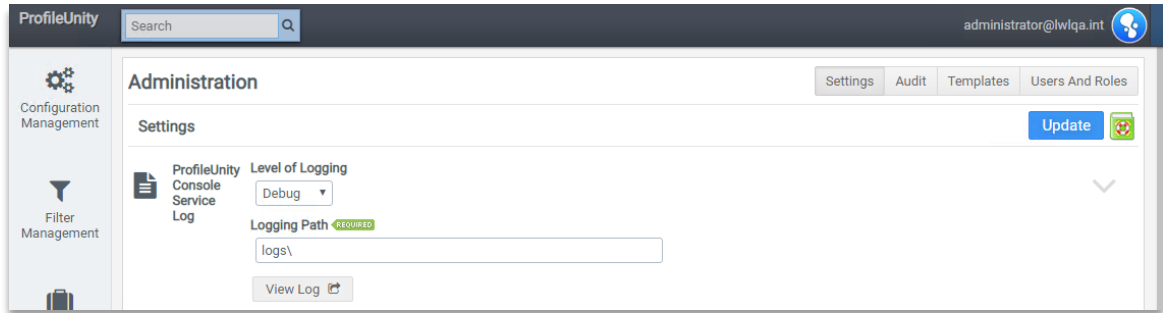 ProfileUnity
Search
administrator@lwlqa.int
Configuration
Management
Filter
Management
Administration
Settings
Audit
Templates
Users And Roles
Settings
Update
ProfileUnity
Console
Service
Log
Level of Logging
Debug
Logging Path REQUIRED
logs\
View Log